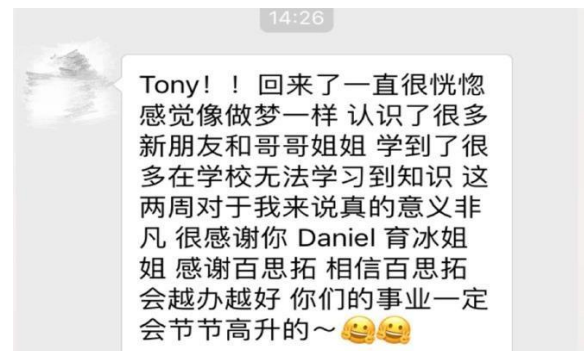 14:26
Tony！！回来了一直很恍惚
感觉像做梦一样 认识了很多
新朋友和哥哥姐姐 学到了很
多在学校无法学习到知识 这
两周对于我来说真的意义非
凡 很感谢你 Daniel 育冰姐
姐 感谢百思拓 相信百思拓
会越办越好 你们的事业一定
会节节高升的～🤗🤗